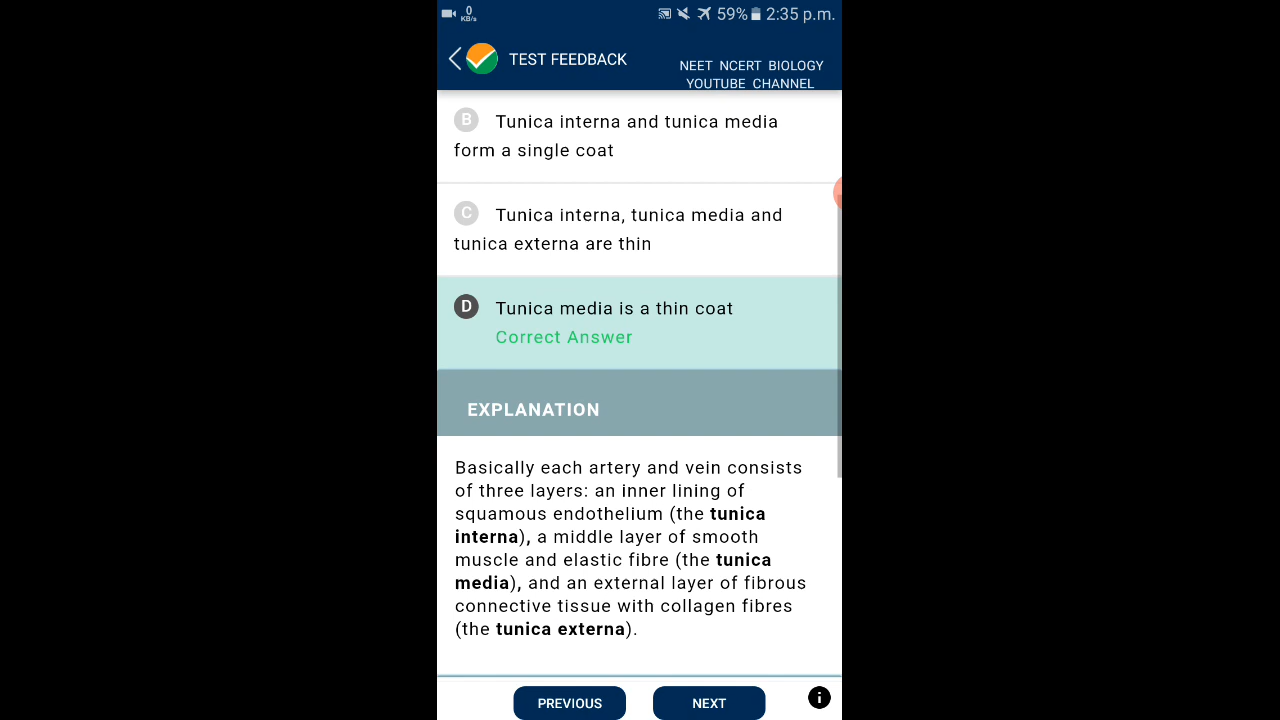 0
KB/s
59%
2:35 p.m.
TEST FEEDBACK
NEET NCERT BIOLOGY
YOUTUBE CHANNEL
B Tunica interna and tunica media
form a single coat
C Tunica interna, tunica media and
tunica externa are thin
D Tunica media is a thin coat
Correct Answer
EXPLANATION
Basically each artery and vein consists
of three layers: an inner lining of
squamous endothelium (the tunica
interna), a middle layer of smooth
muscle and elastic fibre (the tunica
media), and an external layer of fibrous
connective tissue with collagen fibres
(the tunica externa).
PREVIOUS
NEXT
i